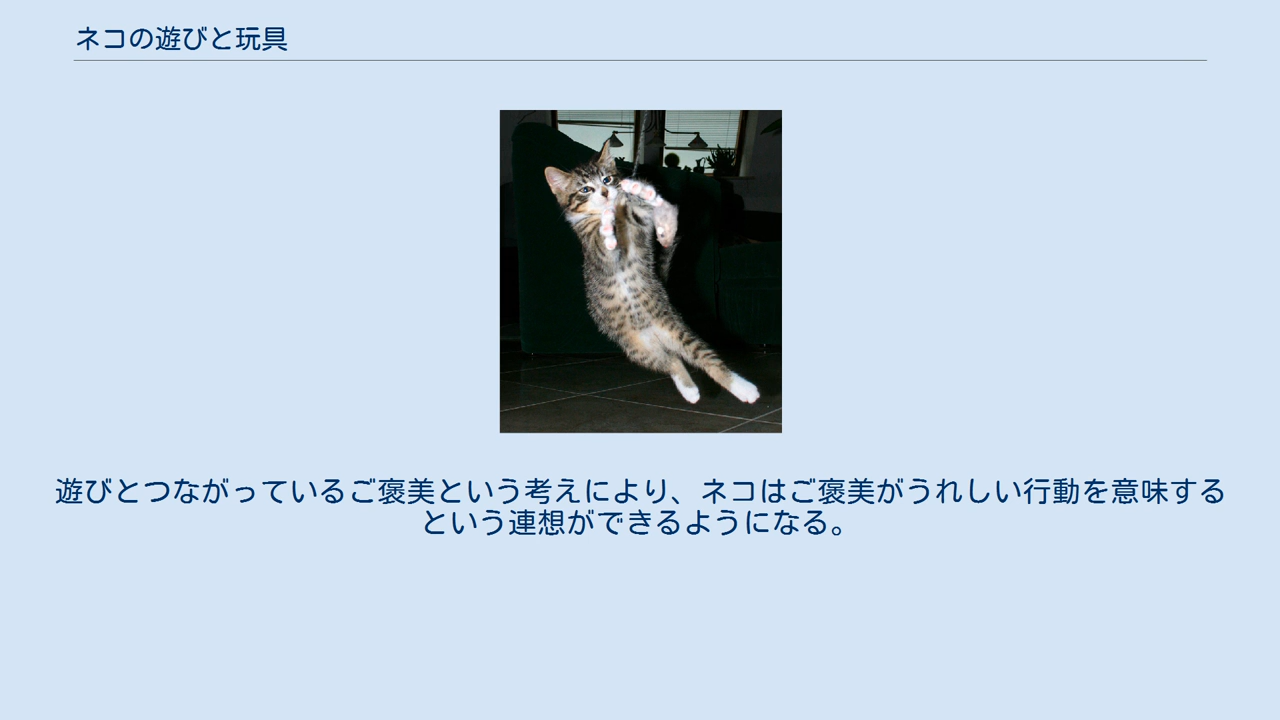 ネコの遊びと玩具
遊びとつながっているご褒美という考えにより、ネコはご褒美がうれしい行動を意味する
という連想ができるようになる。